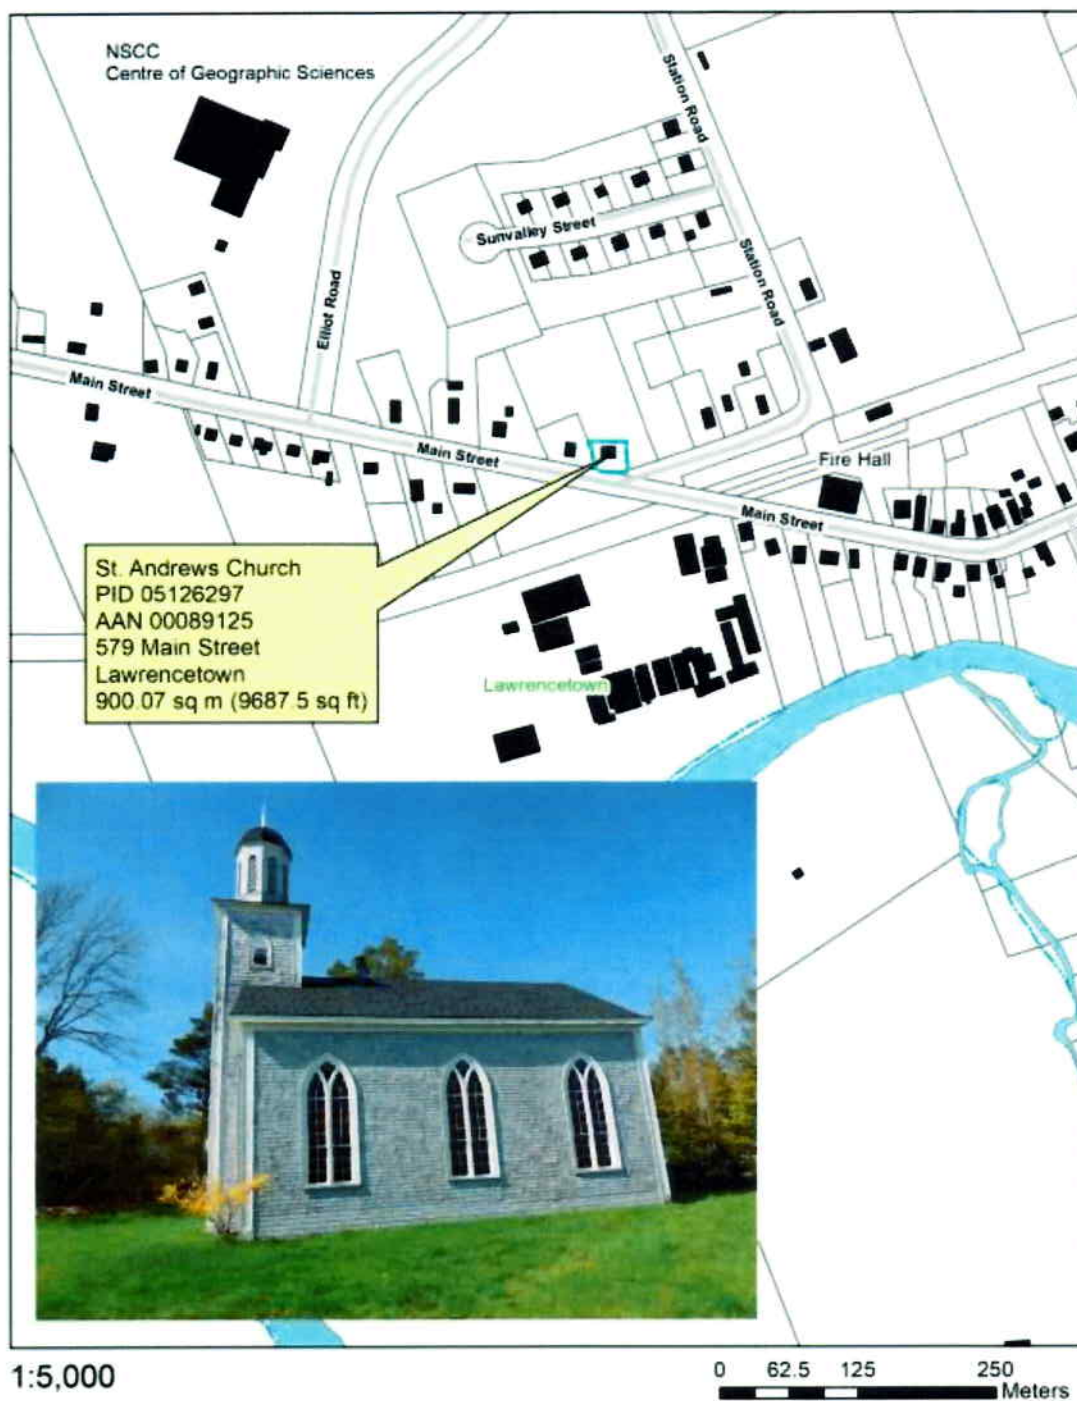 NSCC
Centre of Geographic Sciences
Station Road
Sunvalley Street
Station Road
Elliot Road
Main Street
Main Street
Fire Hall
Main Street
St. Andrews Church
PID 05126297
AAN 00089125
579 Main Street
Lawrencetown
900.07 sq m (9687.5 sq ft)
Lawrencetown
1:5,000
0 62.5 125 250
Meters